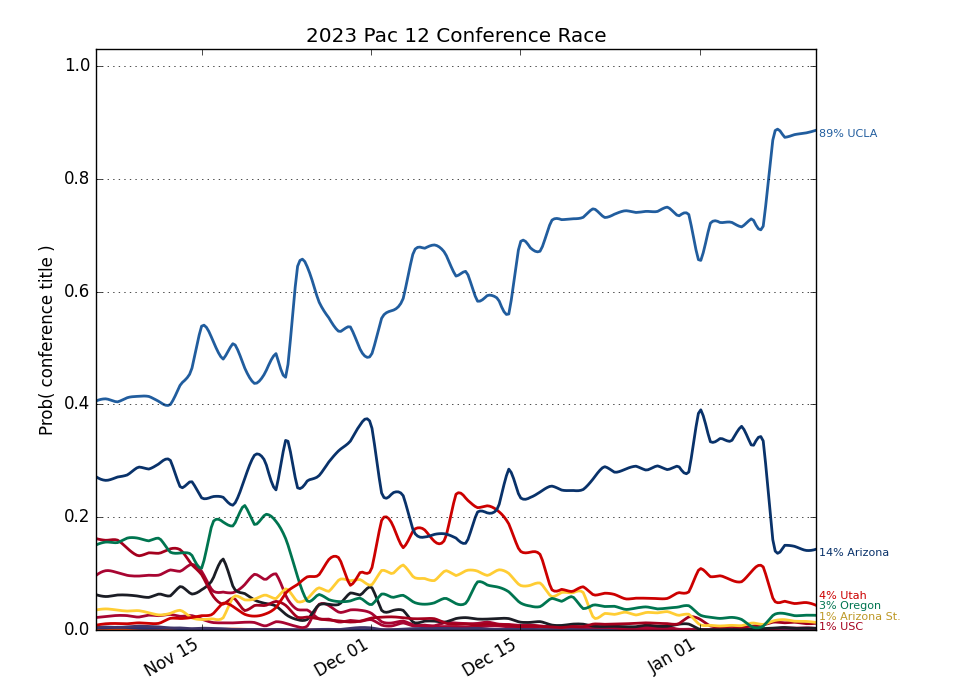 2023 Pac 12 Conference Race
Prob( conference title )
1.0
0.8
0.6
0.4
0.2
0.0
Nov 15
Dec 01
Dec 15
Jan 01
89% UCLA
14% Arizona
4% Utah
3% Oregon
1% Arizona St.
1% USC